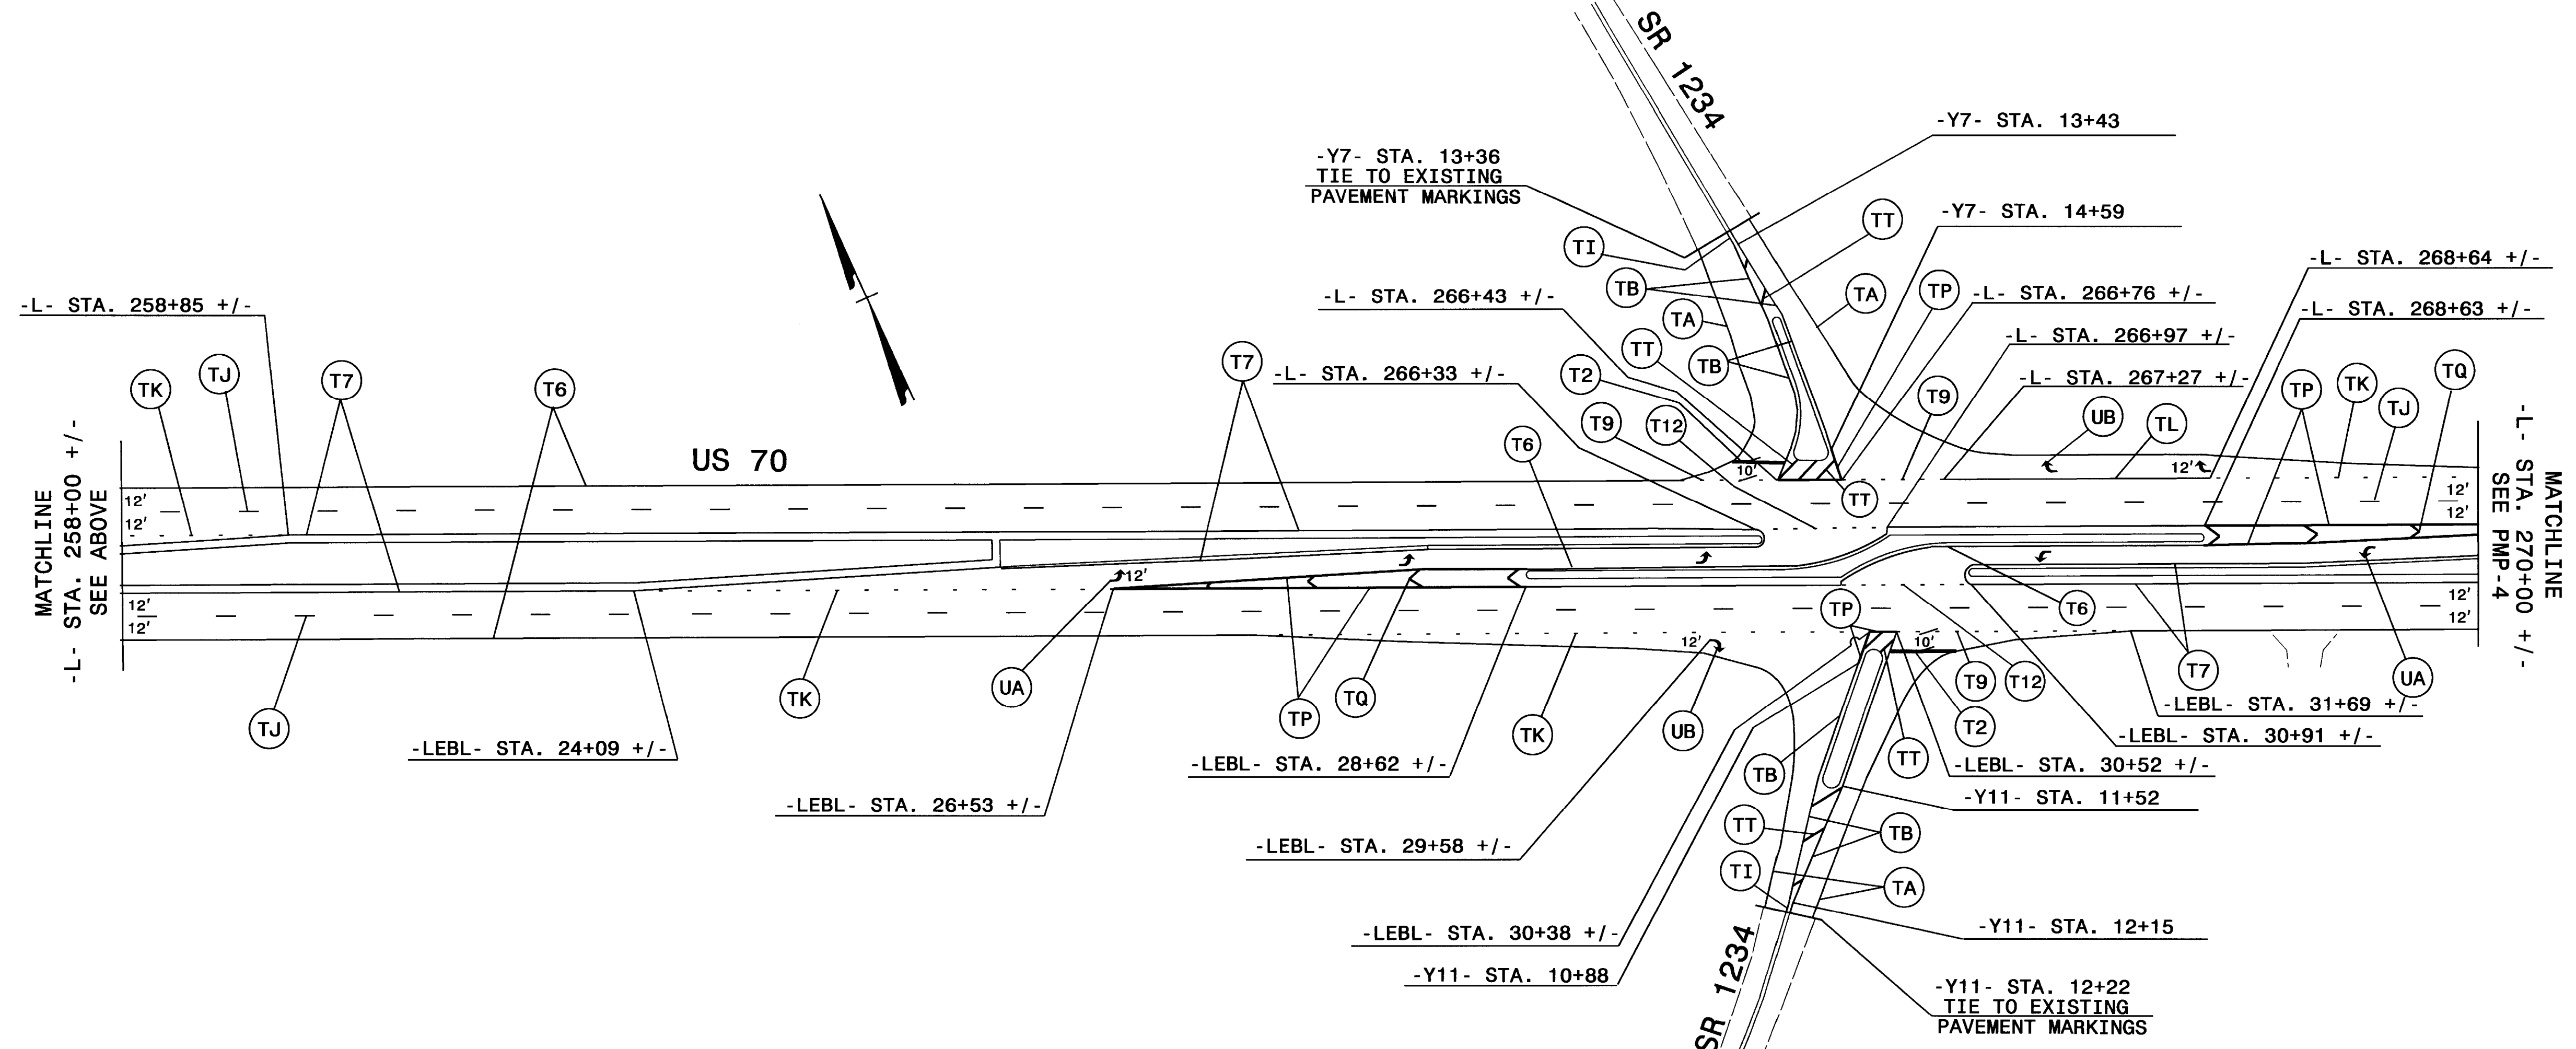 SR 1234
-Y7- STA. 13+43
-Y7- STA. 13+36
TIE TO EXISTING
PAVEMENT MARKINGS
TT
-Y7- STA. 14+59
TI
-L- STA. 268+64 +/-
TB
TA
TP
-L- STA. 266+76 +/-
-L- STA. 266+43 +/-
-L- STA. 258+85 +/-
-L- STA. 268+63 +/-
TA
-L- STA. 266+97 +/-
TT
TB
T7
T2
-L- STA. 266+33 +/-
-L- STA. 267+27 +/-
TK
TJ
T7
T6
T9
TP
TK
TJ
TQ
T9
T12
UB
TL
T6
US 70
10'
12'
TT
12'
12'
12'
12'
MATCHLINE
-L- STA. 258+00 +/-
SEE ABOVE
MATCHLINE
-L- STA. 270+00 +/-
SEE PMP-4
12'
12'
12'
12'
12'
TP
T6
12'
10'
TJ
TK
UA
TP
TQ
TK
UB
T9
T12
T7
UA
T2
-LEBL- STA. 31+69 +/-
-LEBL- STA. 24+09 +/-
-LEBL- STA. 30+91 +/-
-LEBL- STA. 28+62 +/-
TB
TT
-LEBL- STA. 30+52 +/-
-LEBL- STA. 26+53 +/-
-Y11- STA. 11+52
TT
TB
-LEBL- STA. 29+58 +/-
TI
TA
-LEBL- STA. 30+38 +/-
-Y11- STA. 12+15
-Y11- STA. 10+88
SR 1234
-Y11- STA. 12+22
TIE TO EXISTING
PAVEMENT MARKINGS